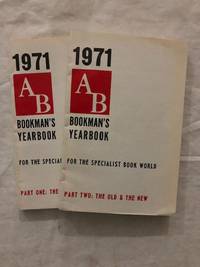 1971
AB
BOOKMAN'S
YEARBOOK
FOR THE SPECIAL
PART ONE: THE
1971
AB
BOOKMAN'S
YEARBOOK
FOR THE SPECIALIST BOOK WORLD
PART TWO: THE OLD & THE NEW